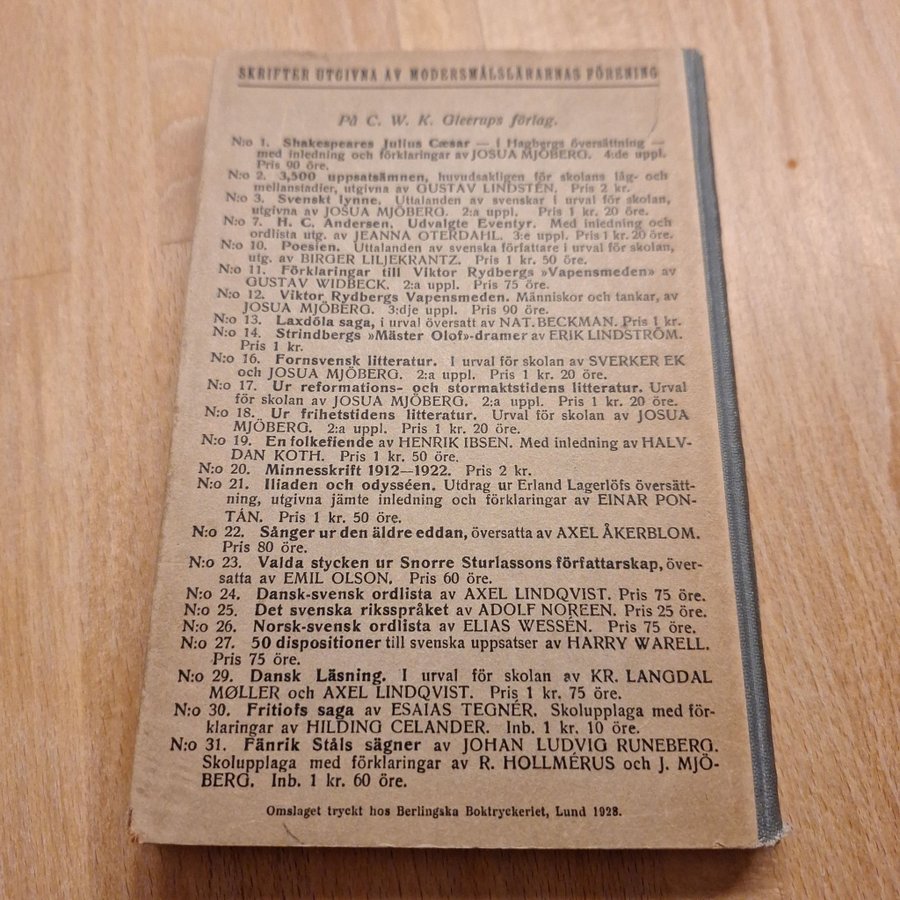 SKRIFTER UTGIVNA AV MODERSMÅLSLÄRARNAS FÖRENING
På C. W. K. Gleerups förlag.
N:o 1. Shakespeares Julius Cæsar — i Hagbergs översättning —
med inledning och förklaringar av JOSUA MJÖBERG. 4:de uppl.
Pris 90 öre.
N:o 2. 3,500 uppsatsämnen, huvudsakligen för skolans låg- och
mellanstadier, utgivna av GUSTAV LINDSTÉN. Pris 2 kr.
N:o 3. Svenskt lynne. Uttalanden av svenskar i urval för skolan,
utgivna av JOSUA MJÖBERG. 2:a uppl. Pris 1 kr. 20 öre.
N:o 7. H. C. Andersen, Udvalgte Eventyr. Med inledning och
ordlista utg. av JEANNA OTERDAHL. 3:e uppl. Pris 1 kr. 20 öre.
N:o 10. Poesien. Uttalanden av svenska författare i urval för skolan,
utg. av BIRGER LILJEKRANTZ. Pris 1 kr. 50 öre.
N:o 11. Förklaringar till Viktor Rydbergs »Vapensmeden» av
GUSTAV WIDBECK. 2:a uppl. Pris 75 öre.
N:o 12. Viktor Rydbergs Vapensmeden. Människor och tankar, av
JOSUA MJÖBERG. 3:dje uppl. Pris 90 öre.
N:o 13. Laxdöla saga, i urval översatt av NAT. BECKMAN. Pris 1 kr.
N:o 14. Strindbergs »Mäster Olof»-dramer av ERIK LINDSTRÖM.
Pris 1 kr.
N:o 16. Fornsvensk litteratur. I urval för skolan av SVERKER EK
och JOSUA MJÖBERG. 2:a uppl. Pris 1 kr. 20 öre.
N:o 17. Ur reformations- och stormaktstidens litteratur. Urval
för skolan av JOSUA MJÖBERG. 2:a uppl. Pris 1 kr. 20 öre.
N:o 18. Ur frihetstidens litteratur. Urval för skolan av JOSUA
MJÖBERG. 2:a uppl. Pris 1 kr. 20 öre.
N:o 19. En folkefiende av HENRIK IBSEN. Med inledning av HALV-
DAN KOTH. Pris 1 kr. 50 öre.
N:o 20. Minnesskrift 1912—1922. Pris 2 kr.
N:o 21. Iliaden och odysséen. Utdrag ur Erland Lagerlöfs översätt-
ning, utgivna jämte inledning och förklaringar av EINAR PON-
TÁN. Pris 1 kr. 50 öre.
N:o 22. Sånger ur den äldre eddan, översatta av AXEL ÅKERBLOM.
Pris 80 öre.
N:o 23. Valda stycken ur Snorre Sturlassons författarskap, över-
satta av EMIL OLSON. Pris 60 öre.
N:o 24. Dansk-svensk ordlista av AXEL LINDQVIST. Pris 75 öre.
N:o 25. Det svenska riksspråket av ADOLF NOREEN. Pris 25 öre.
N:o 26. Norsk-svensk ordlista av ELIAS WESSÉN. Pris 75 öre.
N:o 27. 50 dispositioner till svenska uppsatser av HARRY WARELL.
Pris 75 öre.
N:o 29. Dansk Läsning. I urval för skolan av KR. LANGDAL
MØLLER och AXEL LINDQVIST. Pris 1 kr. 75 öre.
N:o 30. Fritiofs saga av ESAIAS TEGNÉR. Skolupplaga med för-
klaringar av HILDING CELANDER. Inb. 1 kr. 10 öre.
N:o 31. Fänrik Ståls sägner av JOHAN LUDVIG RUNEBERG.
Skolupplaga med förklaringar av R. HOLLMÉRUS och J. MJÖ-
BERG. Inb. 1 kr. 60 öre.
Omslaget tryckt hos Berlingska Boktryckeriet, Lund 1928.